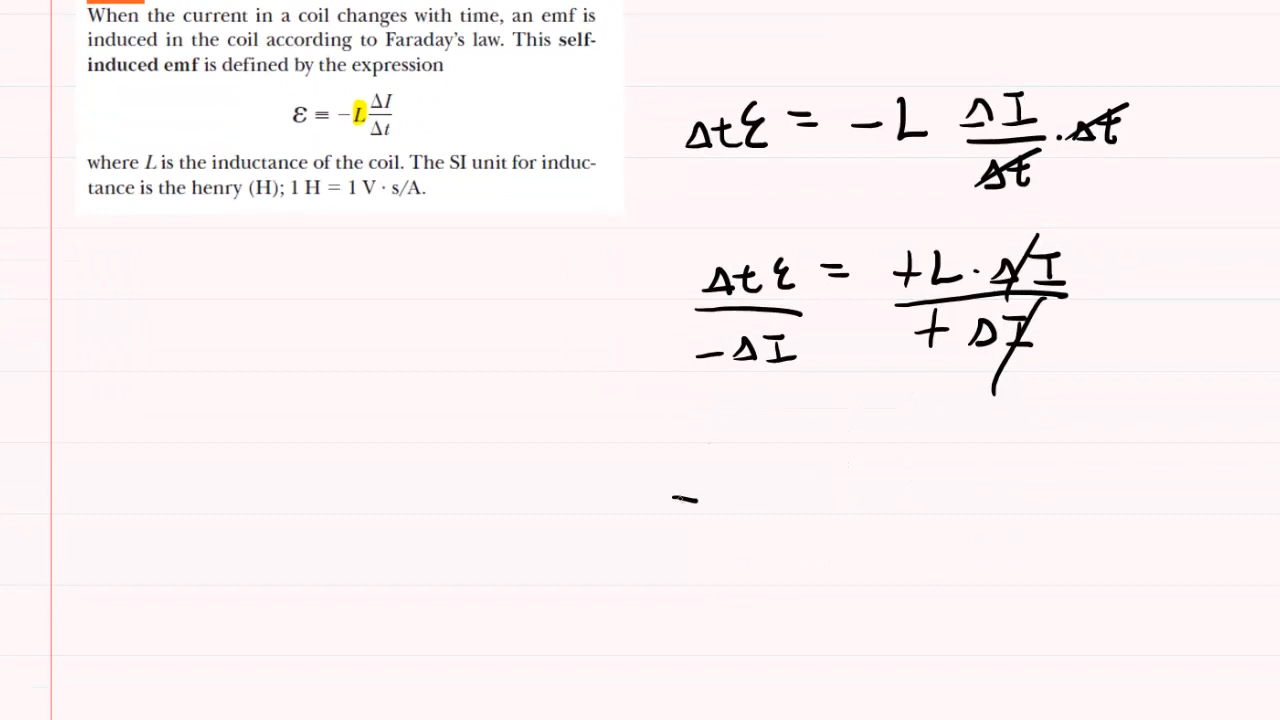 When the current in a coil changes with time, an emf is
induced in the coil according to Faraday's law. This self-
induced emf is defined by the expression
ℰ ≡ −L ΔI/Δt
where L is the inductance of the coil. The SI unit for induc-
tance is the henry (H); 1 H = 1 V · s/A.
Δtℰ = −L ΔI/Δt · Δt
Δtℰ/−ΔI = +L · ΔI/+ΔI
−